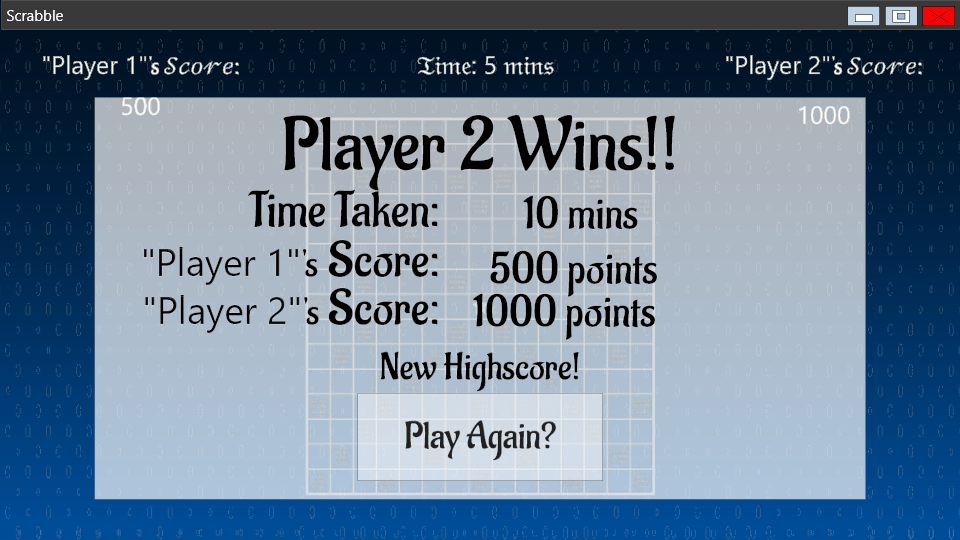 Scrabble
"Player 1"'s Score: Time: 5 mins "Player 2"'s Score:
500 1000
Player 2 Wins!!
Time Taken: 10 mins
"Player 1"'s Score: 500 points
"Player 2"'s Score: 1000 points
New Highscore!
Play Again?